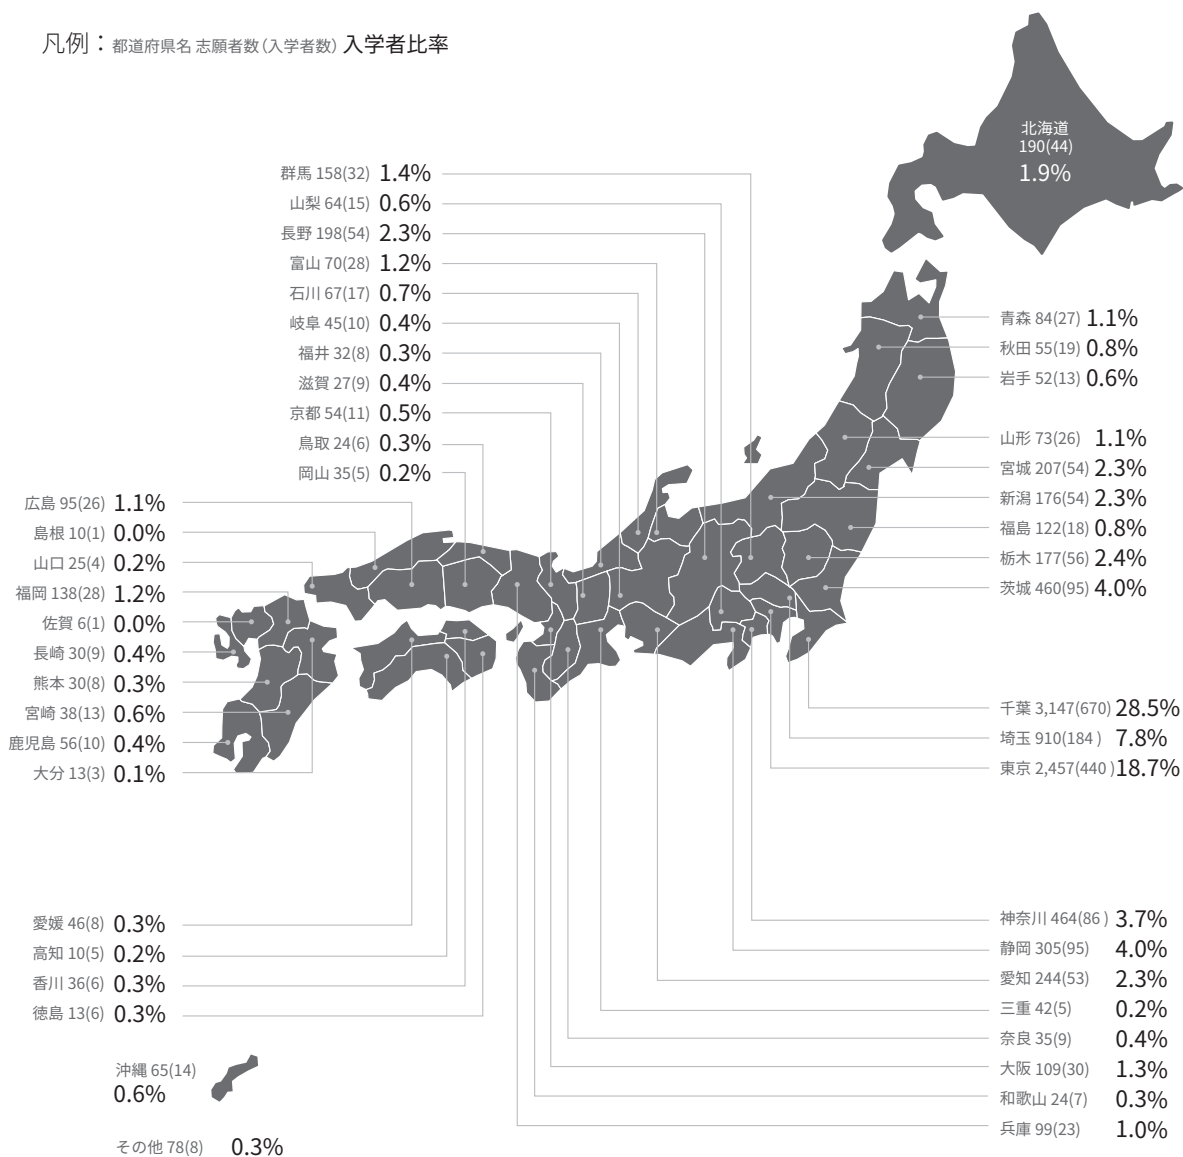 凡例：都道府県名 志願者数（入学者数）入学者比率
北海道
190(44)
1.9%
群馬 158(32) 1.4%
山梨 64(15) 0.6%
長野 198(54) 2.3%
富山 70(28) 1.2%
石川 67(17) 0.7%
岐阜 45(10) 0.4%
福井 32(8) 0.3%
滋賀 27(9) 0.4%
京都 54(11) 0.5%
鳥取 24(6) 0.3%
岡山 35(5) 0.2%
広島 95(26) 1.1%
島根 10(1) 0.0%
山口 25(4) 0.2%
福岡 138(28) 1.2%
佐賀 6(1) 0.0%
長崎 30(9) 0.4%
熊本 30(8) 0.3%
宮崎 38(13) 0.6%
鹿児島 56(10) 0.4%
大分 13(3) 0.1%
青森 84(27) 1.1%
秋田 55(19) 0.8%
岩手 52(13) 0.6%
山形 73(26) 1.1%
宮城 207(54) 2.3%
新潟 176(54) 2.3%
福島 122(18) 0.8%
栃木 177(56) 2.4%
茨城 460(95) 4.0%
千葉 3,147(670) 28.5%
埼玉 910(184 ) 7.8%
東京 2,457(440 ) 18.7%
愛媛 46(8) 0.3%
高知 10(5) 0.2%
香川 36(6) 0.3%
徳島 13(6) 0.3%
神奈川 464(86 ) 3.7%
静岡 305(95) 4.0%
愛知 244(53) 2.3%
三重 42(5) 0.2%
奈良 35(9) 0.4%
大阪 109(30) 1.3%
和歌山 24(7) 0.3%
兵庫 99(23) 1.0%
沖縄 65(14)
0.6%
その他 78(8) 0.3%